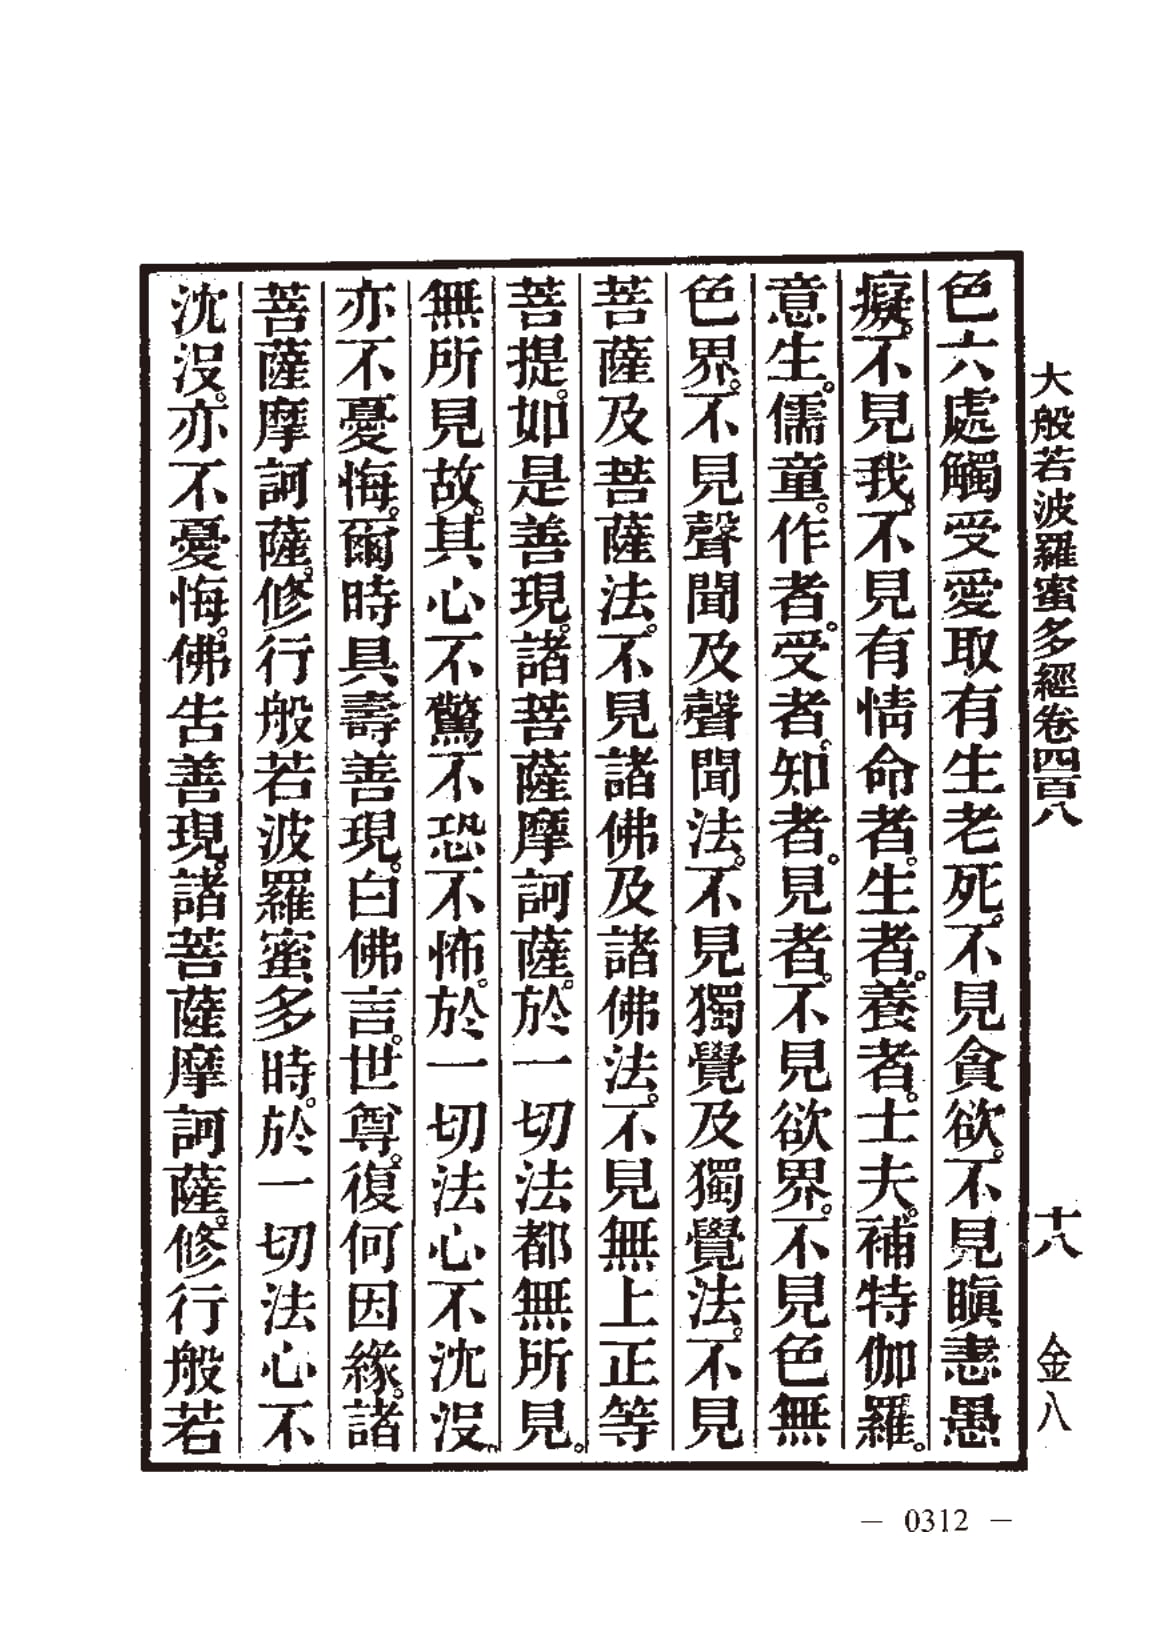 大般若波羅蜜多經卷四百八 十八 金八
色六處觸受愛取有生老死。不見貪欲。不見瞋恚愚
癡。不見我。不見有情命者。生者。養者。士夫。補特伽羅。
意生。儒童。作者。受者。知者。見者。不見欲界。不見色無
色界。不見聲聞及聲聞法。不見獨覺及獨覺法。不見
菩薩及菩薩法。不見諸佛及諸佛法。不見無上正等
菩提。如是善現。諸菩薩摩訶薩。於一切法都無所見。
無所見故。其心不驚不恐不怖。於一切法心不沈沒。
亦不憂悔。爾時具壽善現。白佛言。世尊。復何因緣。諸
菩薩摩訶薩。修行般若波羅蜜多時。於一切法心不
沈沒。亦不憂悔。佛告善現。諸菩薩摩訶薩。修行般若
— 0312 —